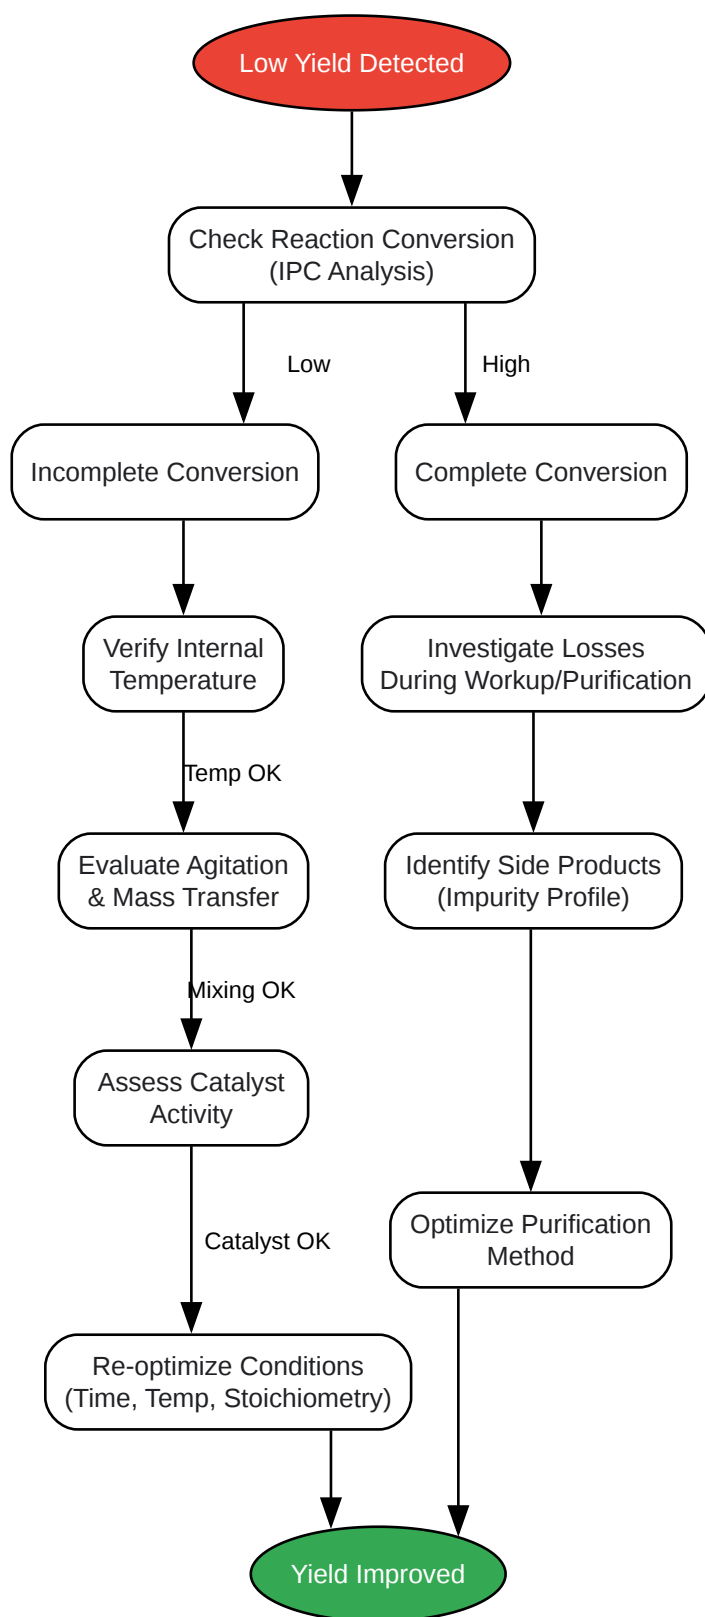 Low Yield Detected
Check Reaction Conversion
(IPC Analysis)
Low
High
Incomplete Conversion
Complete Conversion
Verify Internal
Temperature
Investigate Losses
During Workup/Purification
Temp OK
Evaluate Agitation
& Mass Transfer
Identify Side Products
(Impurity Profile)
Mixing OK
Assess Catalyst
Activity
Optimize Purification
Method
Catalyst OK
Re-optimize Conditions
(Time, Temp, Stoichiometry)
Yield Improved